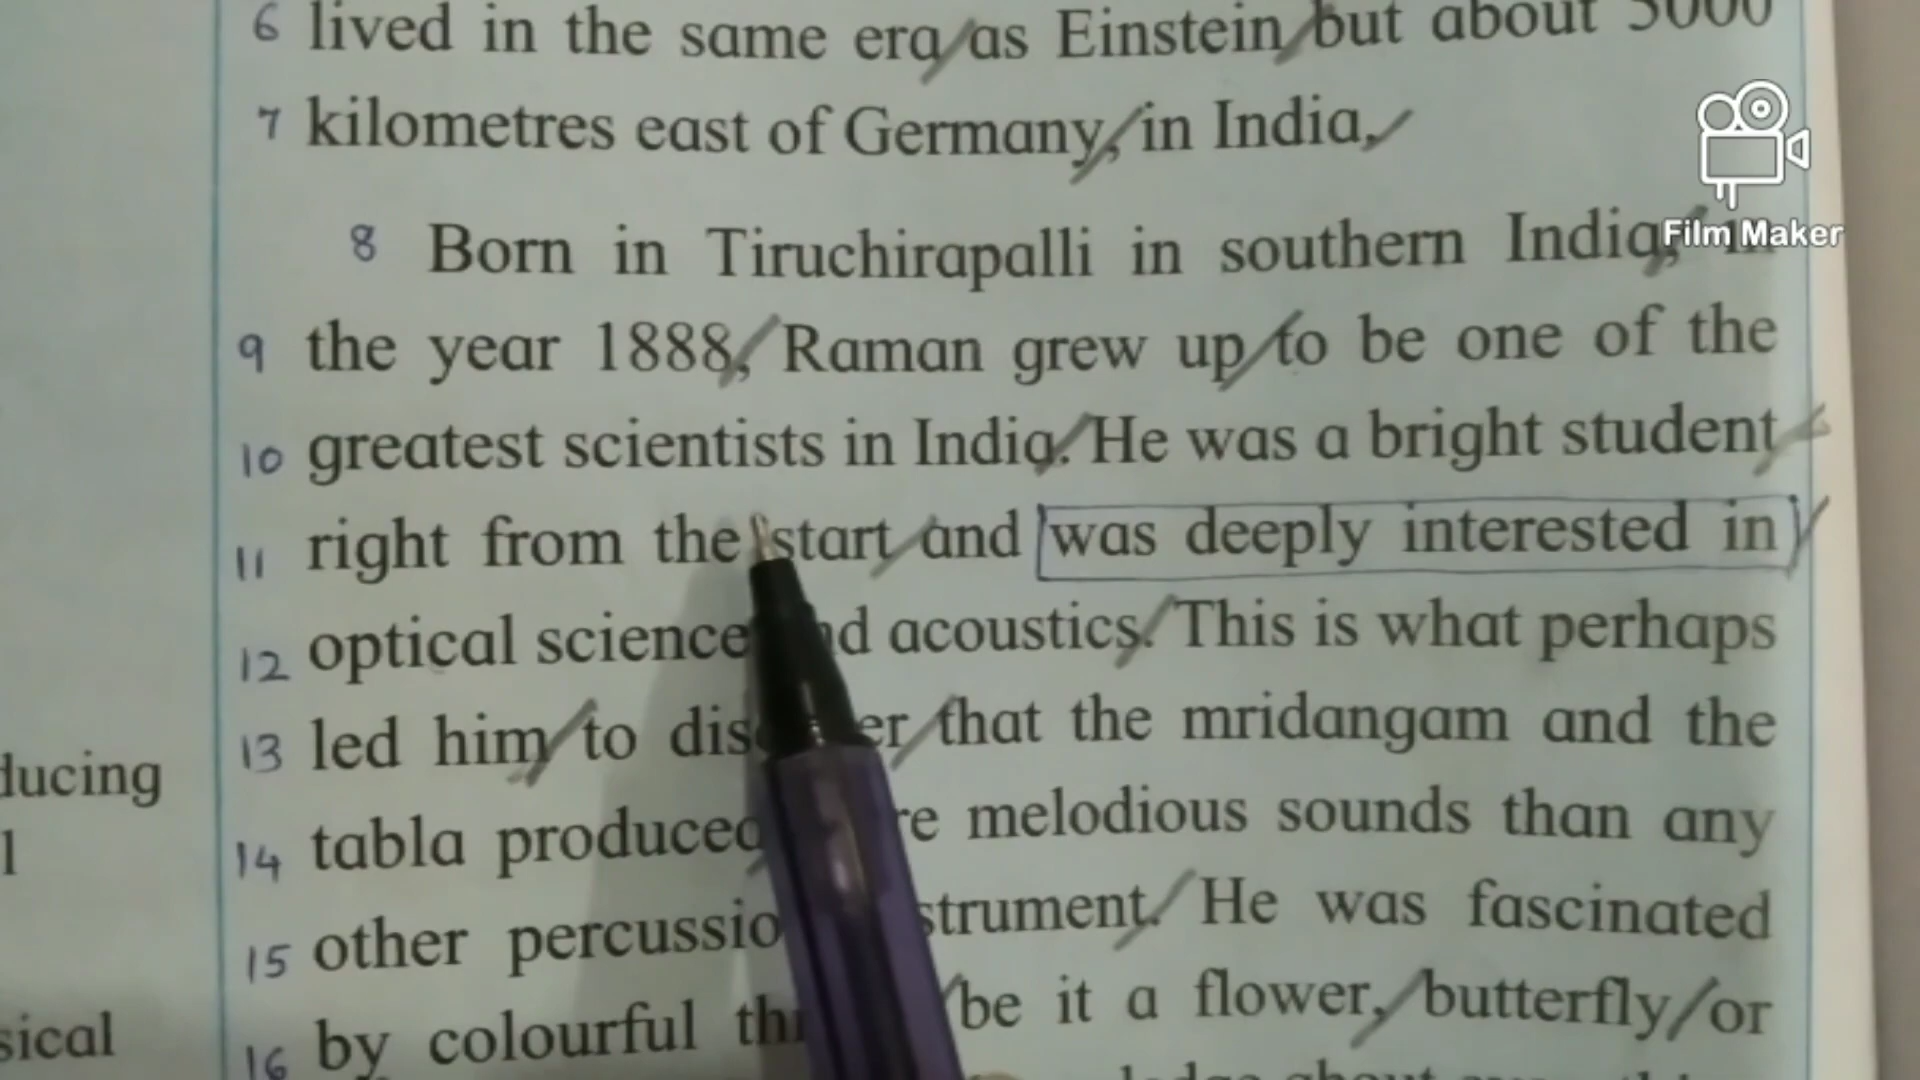 6 lived in the same era as Einstein but about 5000
7 kilometres east of Germany, in India,
Film Maker
8 Born in Tiruchirapalli in southern India,
9 the year 1888, Raman grew up to be one of the
10 greatest scientists in India. He was a bright student
11 right from the start and was deeply interested in
12 optical science acoustics. This is what perhaps
13 led him to that the mridangam and the
ducing
14 tabla produced melodious sounds than any
15 other He was fascinated
sical
16 by colourful be it a flower, butterfly or